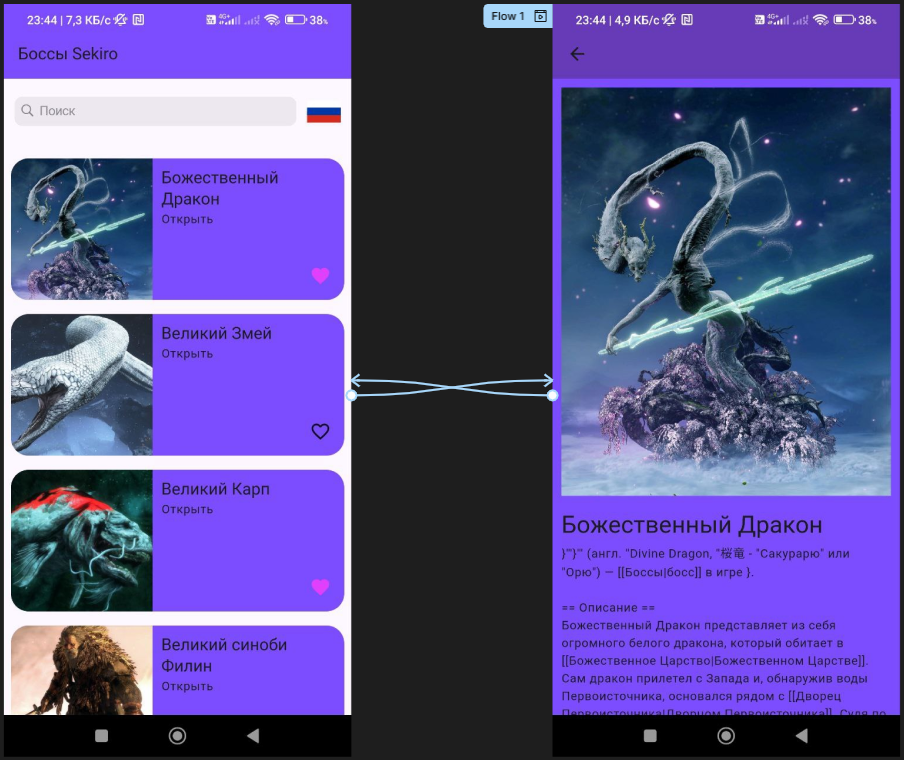 23:44 | 7,3 КБ/с
38%
Боссы Sekiro
Поиск
Божественный
Дракон
Открыть
Великий Змей
Открыть
Великий Карп
Открыть
Великий синоби
Филин
Открыть
Flow 1
23:44 | 4,9 КБ/с
38%
Божественный Дракон
}'''}''' (англ. "Divine Dragon, "桜竜 - "Сакурарю" или
"Орю") — [[Боссы|босс]] в игре }.
== Описание ==
Божественный Дракон представляет из себя
огромного белого дракона, который обитает в
[[Божественное Царство|Божественном Царстве]].
Сам дракон прилетел с Запада и, обнаружив воды
Первоисточника, основался рядом с [[Дворец
Первоисточника|Дворцом Первоисточника]]. Судя по